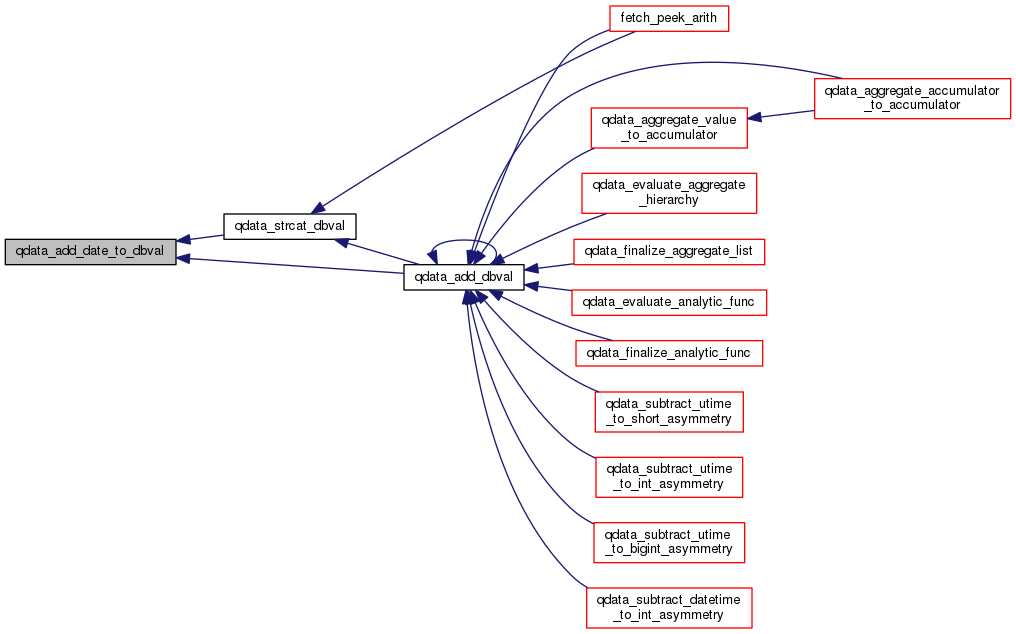 fetch_peek_arith
qdata_aggregate_accumulator
_to_accumulator
qdata_aggregate_value
_to_accumulator
qdata_evaluate_aggregate
_hierarchy
qdata_strcat_dbval
qdata_add_date_to_dbval
qdata_finalize_aggregate_list
qdata_add_dbval
qdata_evaluate_analytic_func
qdata_finalize_analytic_func
qdata_subtract_utime
_to_short_asymmetry
qdata_subtract_utime
_to_int_asymmetry
qdata_subtract_utime
_to_bigint_asymmetry
qdata_subtract_datetime
_to_int_asymmetry